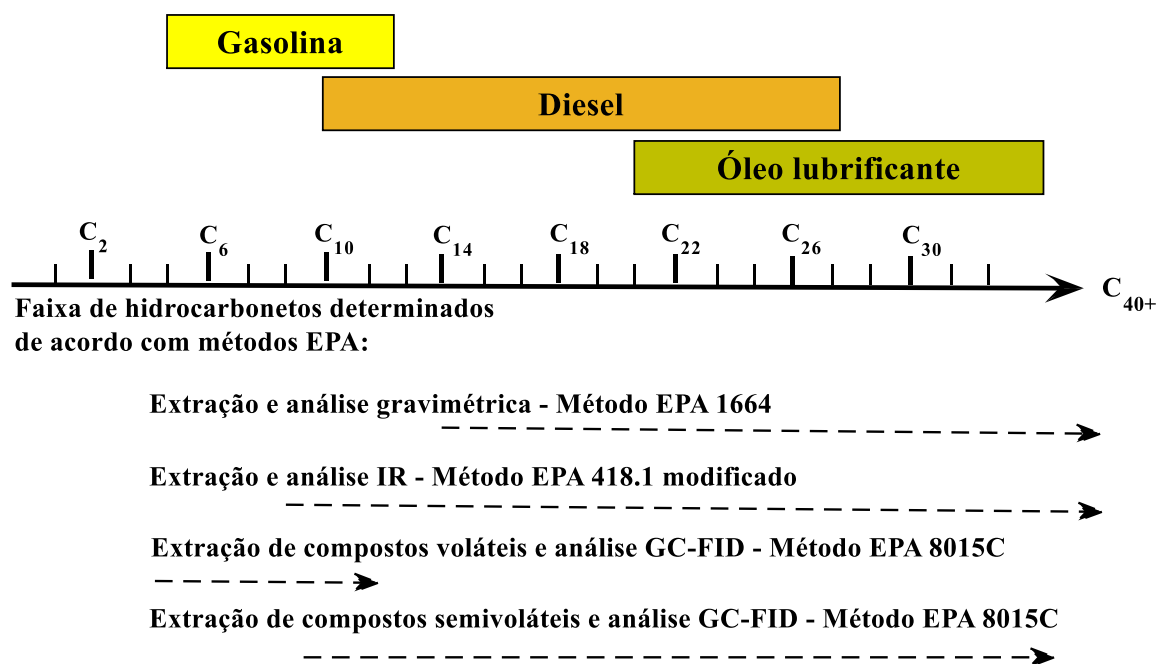 Gasolina
Diesel
Óleo lubrificante
C2 C6 C10 C14 C18 C22 C26 C30
C40+
Faixa de hidrocarbonetos determinados
de acordo com métodos EPA:
Extração e análise gravimétrica - Método EPA 1664
Extração e análise IR - Método EPA 418.1 modificado
Extração de compostos voláteis e análise GC-FID - Método EPA 8015C
Extração de compostos semivoláteis e análise GC-FID - Método EPA 8015C